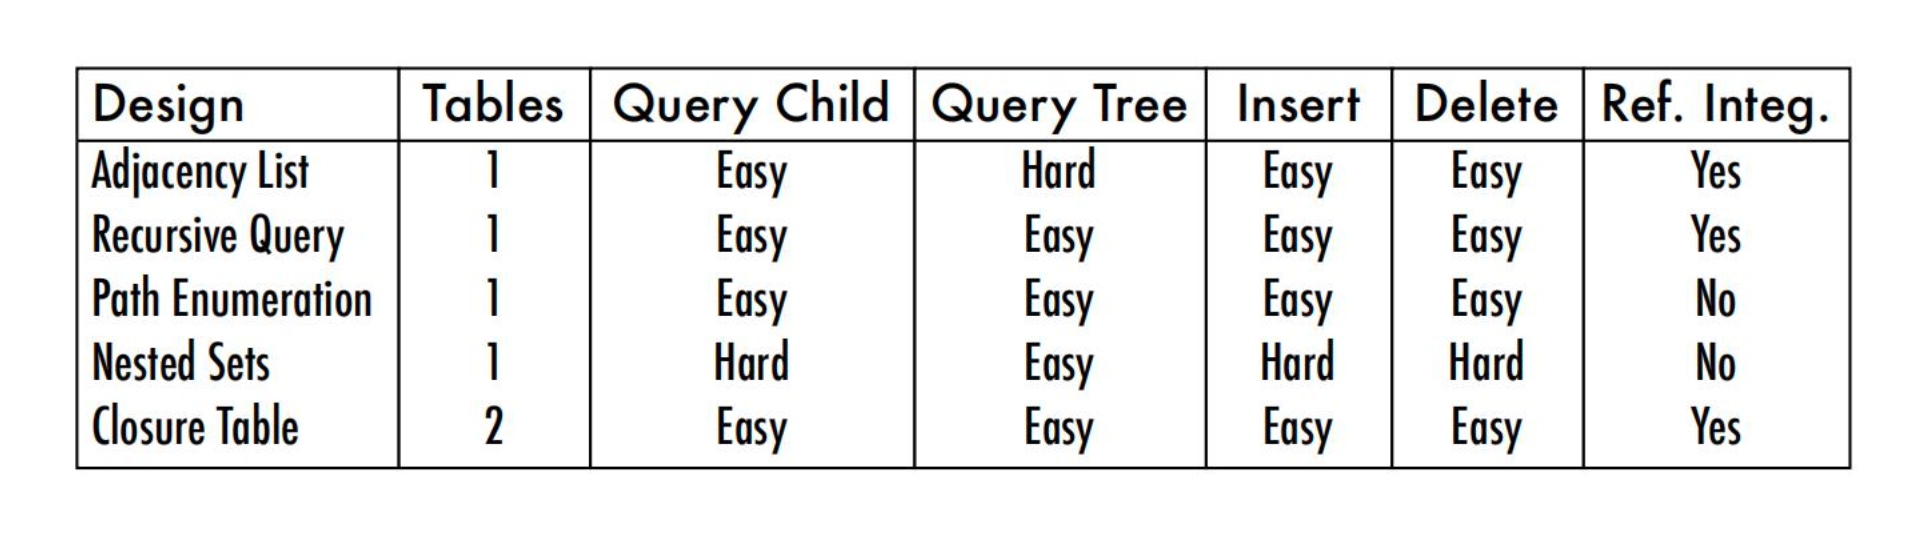 Design Tables Query Child Query Tree Insert Delete Ref. Integ.
Adjacency List 1 Easy Hard Easy Easy Yes
Recursive Query 1 Easy Easy Easy Easy Yes
Path Enumeration 1 Easy Easy Easy Easy No
Nested Sets 1 Hard Easy Hard Hard No
Closure Table 2 Easy Easy Easy Easy Yes